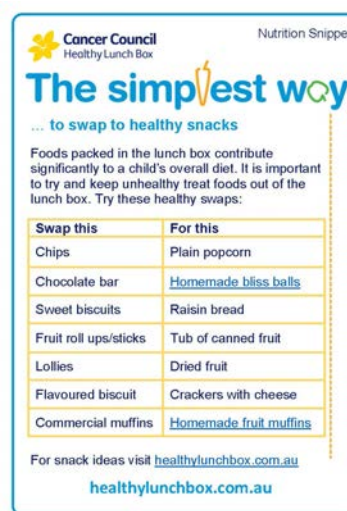 Nutrition Snippe
Cancer Council
Healthy Lunch Box
The simplest way
... to swap to healthy snacks
Foods packed in the lunch box contribute
significantly to a child's overall diet. It is important
to try and keep unhealthy treat foods out of the
lunch box. Try these healthy swaps:
Swap this For this
Chips Plain popcorn
Chocolate bar Homemade bliss balls
Sweet biscuits Raisin bread
Fruit roll ups/sticks Tub of canned fruit
Lollies Dried fruit
Flavoured biscuit Crackers with cheese
Commercial muffins Homemade fruit muffins
For snack ideas visit healthylunchbox.com.au
healthylunchbox.com.au